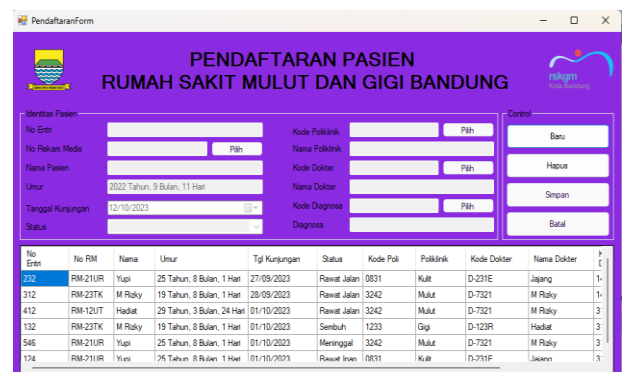 PendaftaranForm
PENDAFTARAN PASIEN
RUMAH SAKIT MULUT DAN GIGI BANDUNG
rskgm
Kota Bandung
Identitas Pasien
No Entri
No Rekam Medis Pilih
Nama Pasien
Umur 2022 Tahun, 9 Bulan, 11 Hari
Tanggal Kunjungan 12/10/2023
Status
Kode Poliklinik Pilih
Nama Poliklinik
Kode Dokter Pilih
Nama Dokter
Kode Diagnosa Pilih
Diagnosa
Control
Baru
Hapus
Simpan
Batal
No Entri No RM Nama Umur Tgl Kunjungan Status Kode Poli Poliklinik Kode Dokter Nama Dokter
232 RM-21UR Yupi 25 Tahun, 8 Bulan, 1 Hari 27/09/2023 Rawat Jalan 0831 Kulit D-231E Jajang
312 RM-23TK M Rizky 19 Tahun, 8 Bulan, 1 Hari 28/09/2023 Rawat Jalan 3242 Mulut D-7321 M Rizky
412 RM-12UT Hadiat 29 Tahun, 3 Bulan, 24 Hari 01/10/2023 Rawat Jalan 3242 Mulut D-7321 M Rizky
132 RM-23TK M Rizky 19 Tahun, 8 Bulan, 1 Hari 01/10/2023 Sembuh 1233 Gigi D-123R Hadiat
546 RM-21UR Yupi 25 Tahun, 8 Bulan, 1 Hari 01/10/2023 Meninggal 3242 Mulut D-7321 M Rizky
124 RM-21UR Yupi 25 Tahun, 8 Bulan, 1 Hari 01/10/2023 Rawat Inap 0831 Kulit D-231E Jajang